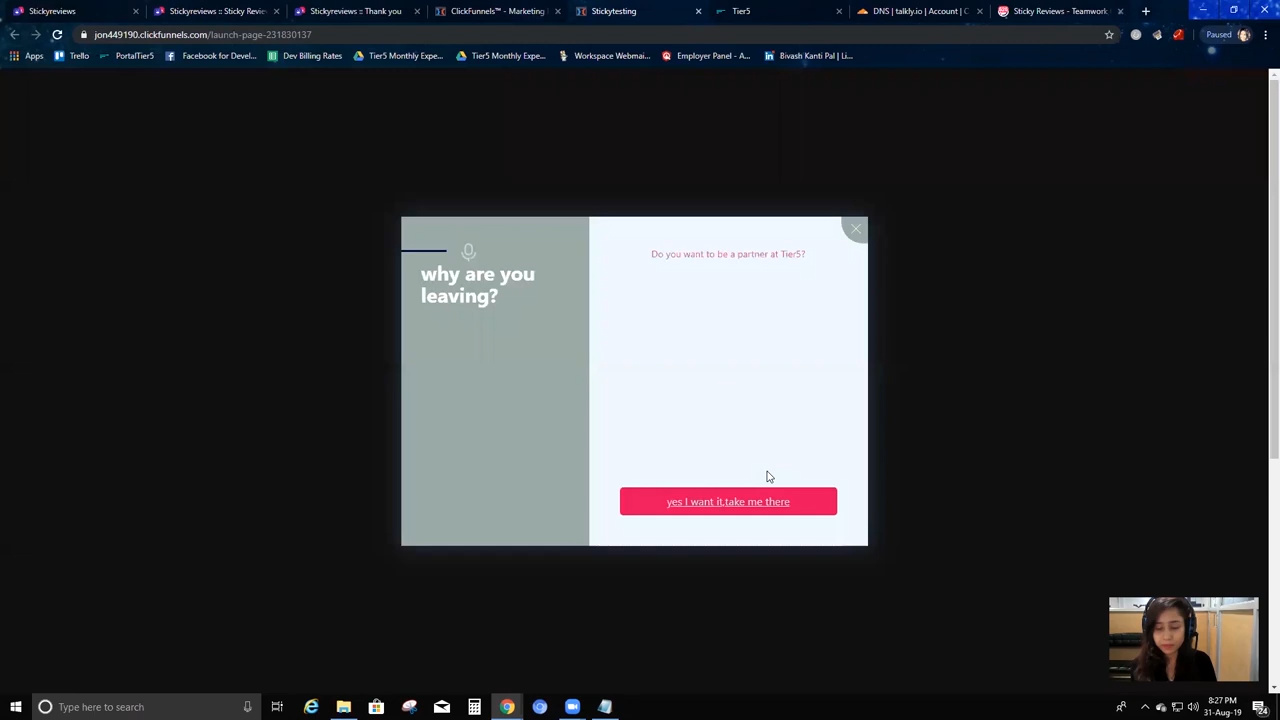 Stickyreviews
Stickyreviews :: Sticky Revie
Stickyreviews :: Thank you
ClickFunnels™ - Marketing
Stickytesting
Tier5
DNS | talkly.io | Account | C
Sticky Reviews - Teamwork
jon449190.clickfunnels.com/launch-page-231830137
Paused
Apps
Trello
PortalTier5
Facebook for Devel...
Dev Billing Rates
Tier5 Monthly Expe...
Tier5 Monthly Expe...
Workspace Webmai...
Employer Panel - A...
Bivash Kanti Pal | Li...
why are you
leaving?
Do you want to be a partner at Tier5?
yes I want it,take me there
Type here to search
8:27 PM
31-Aug-19
24